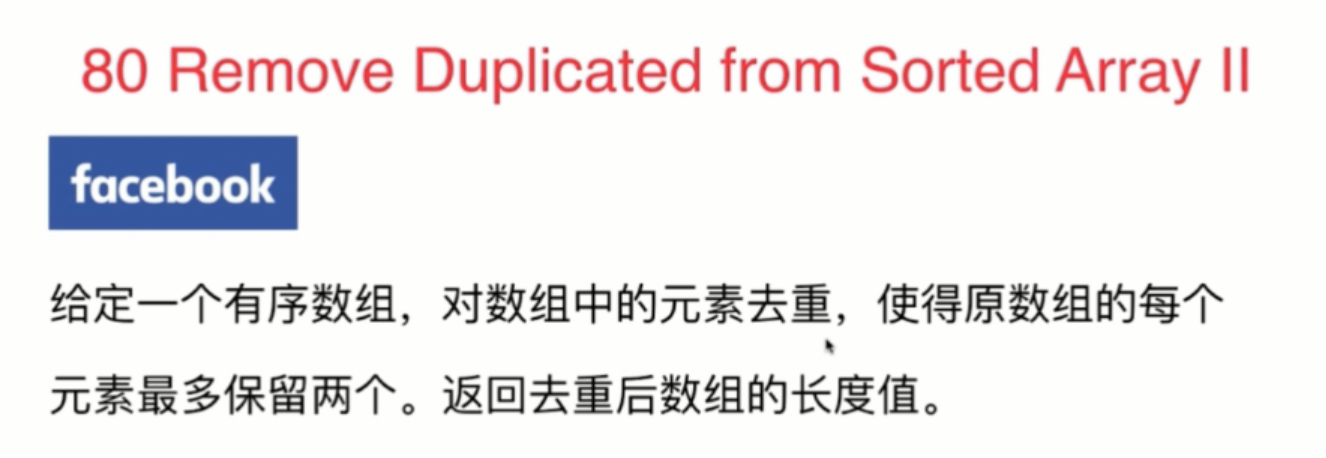 80 Remove Duplicated from Sorted Array II
facebook
给定一个有序数组，对数组中的元素去重，使得原数组的每个
元素最多保留两个。返回去重后数组的长度值。